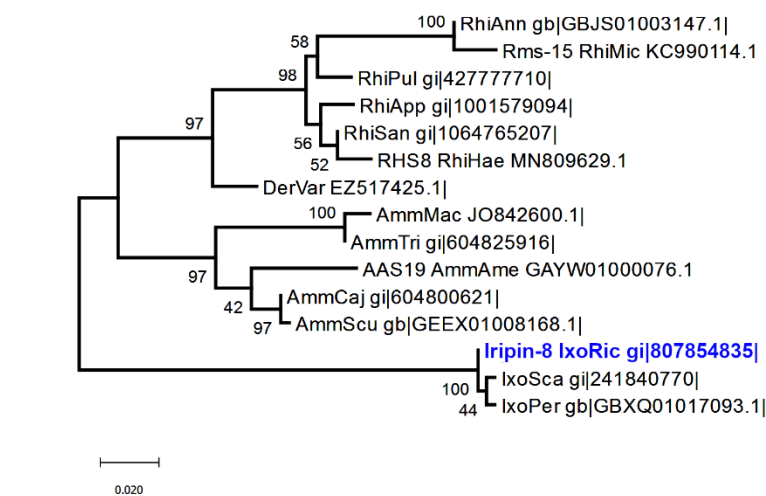 100
RhiAnn gb|GBJS01003147.1|
58
Rms-15 RhiMic KC990114.1
98
RhiPul gi|427777710|
RhiApp gi|1001579094|
97
RhiSan gi|1064765207|
56
52
RHS8 RhiHae MN809629.1
DerVar EZ517425.1|
100
AmmMac JO842600.1|
AmmTri gi|604825916|
97
AAS19 AmmAme GAYW01000076.1
42
AmmCaj gi|604800621|
97
AmmScu gb|GEEX01008168.1|
Iripin-8 IxoRic gi|807854835|
100
IxoSca gi|241840770|
44
IxoPer gb|GBXQ01017093.1|
0.020